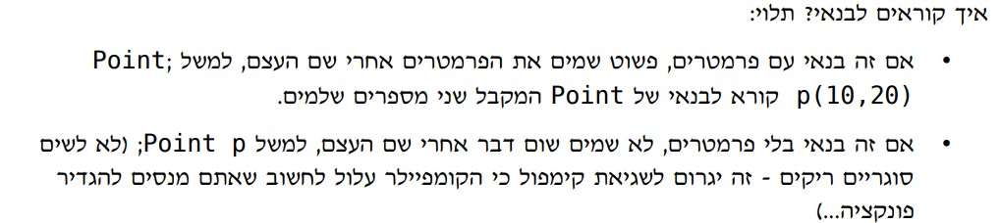 איך קוראים לבנאי? תלוי:
• אם זה בנאי עם פרמטרים, פשוט שמים את הפרמטרים אחרי שם העצם, למשל Point;
p(10,20) קורא לבנאי של Point המקבל שני מספרים שלמים.
• אם זה בנאי בלי פרמטרים, לא שמים שום דבר אחרי שם העצם, למשל Point p; (לא לשים
סוגריים ריקים - זה יגרום לשגיאת קימפול כי הקומפיילר עלול לחשוב שאתם מנסים להגדיר
פונקציה...)